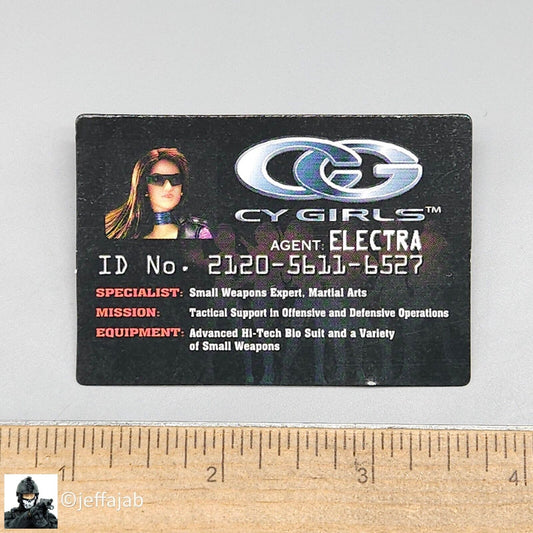 CG
CY GIRLS™
AGENT: ELECTRA
ID No. 2120-5611-6527
SPECIALIST: Small Weapons Expert, Martial Arts
MISSION: Tactical Support in Offensive and Defensive Operations
EQUIPMENT: Advanced Hi-Tech Bio Suit and a Variety
of Small Weapons
1 2 3 4
©jeffajab